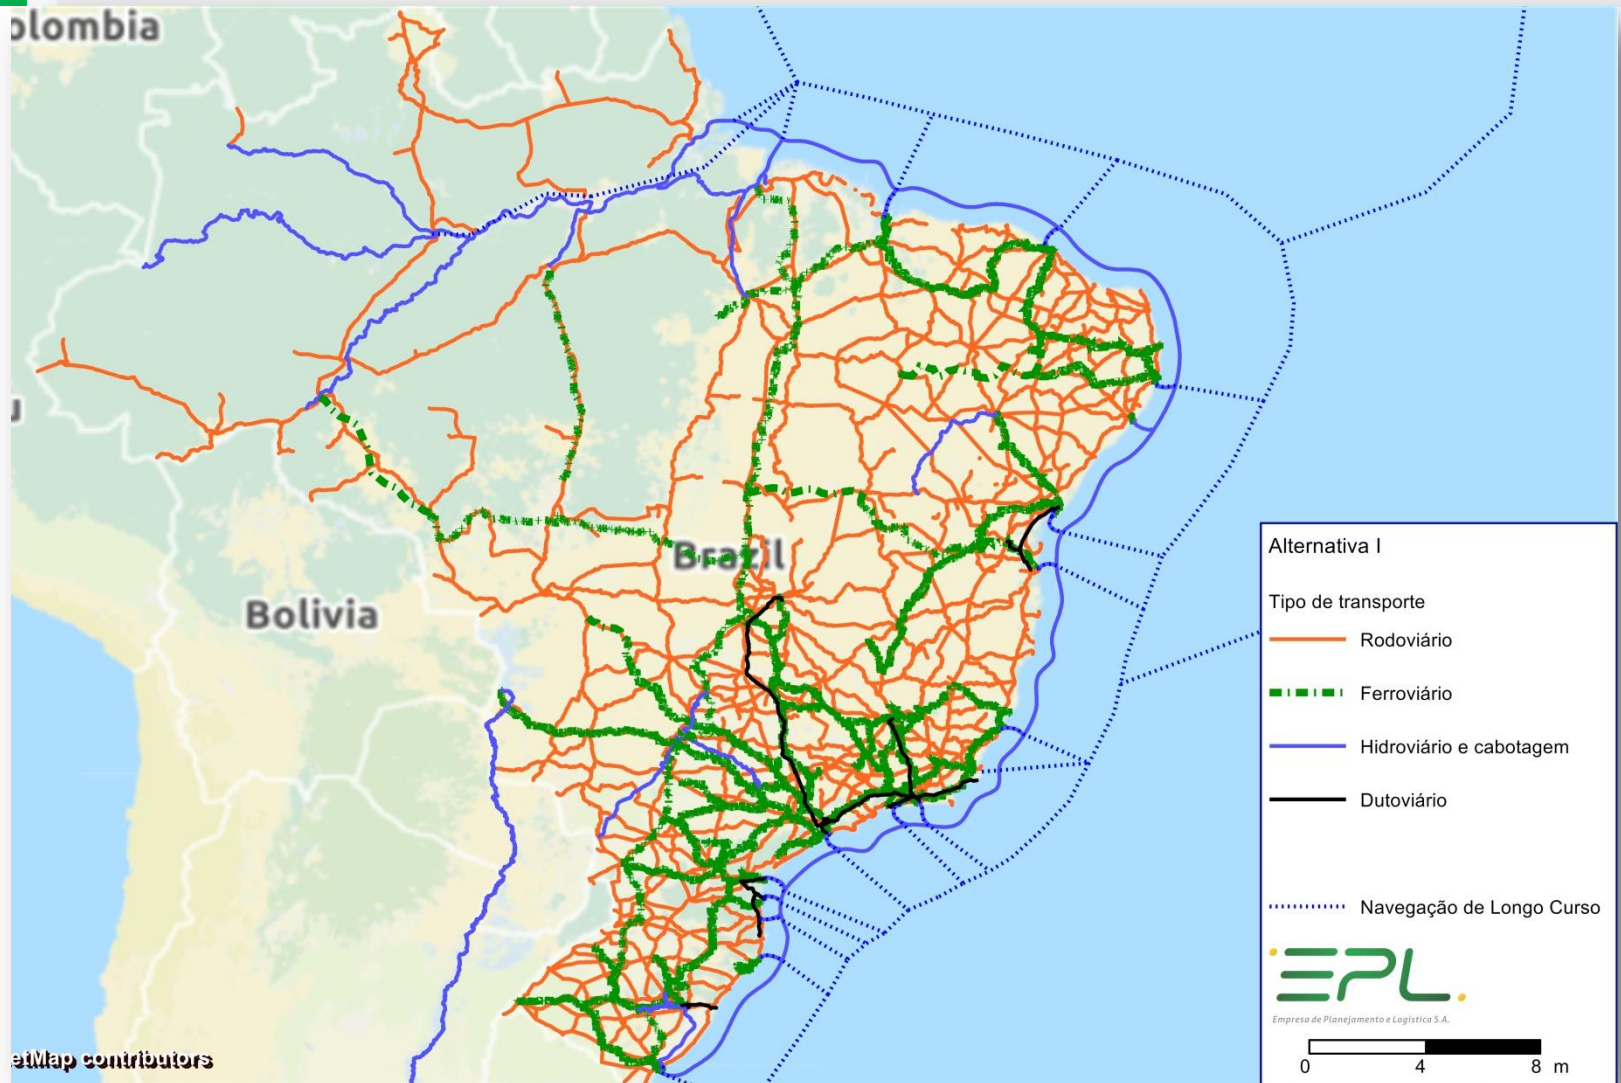 olombia
Brazil
Bolivia
u
etMap contributors
Alternativa I
Tipo de transporte
Rodoviário
Ferroviário
Hidroviário e cabotagem
Dutoviário
Navegação de Longo Curso
EPL
Empresa de Planejamento e Logística S.A.
0 4 8 m